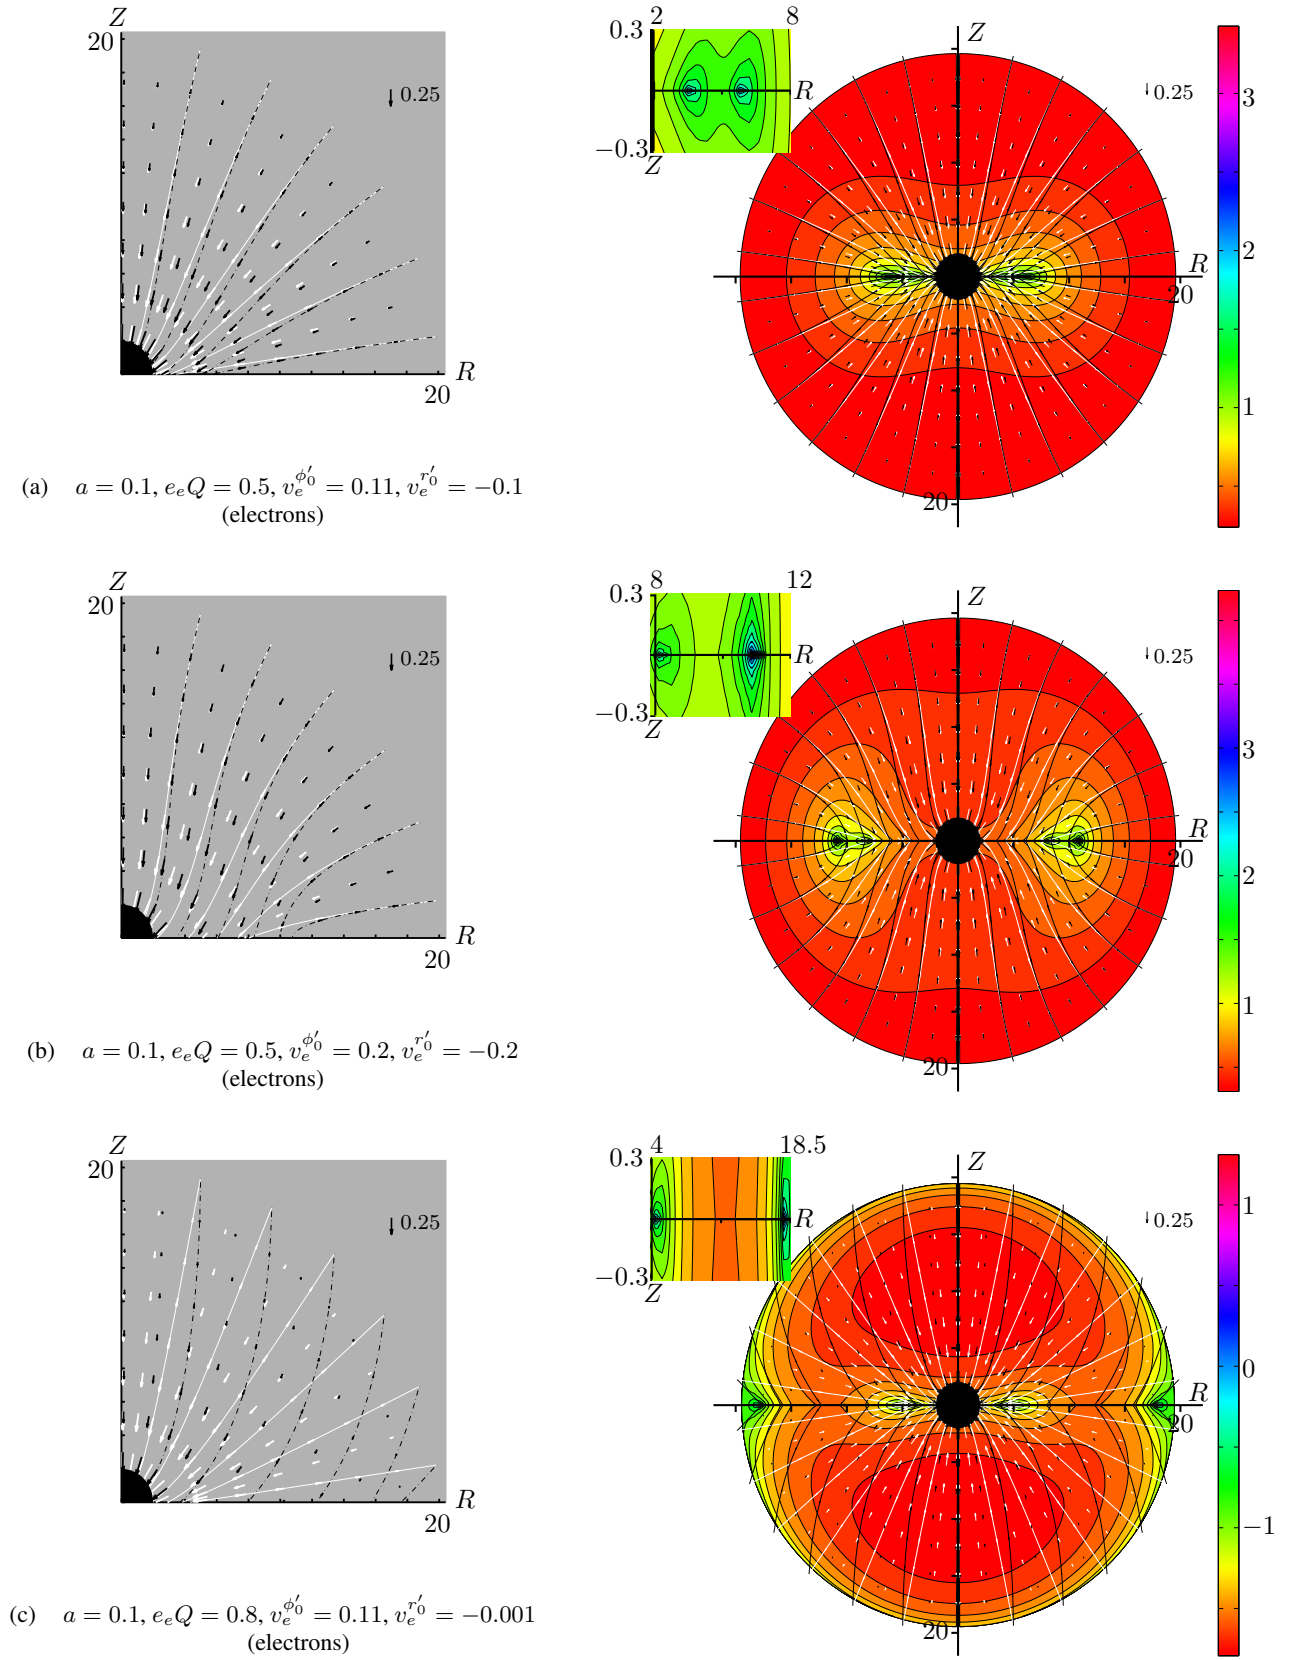 Z
20
0.25
R
20
0.3
2
8
R
−0.3
Z
Z
0.25
R
20
20
3
2
1
(a) a = 0.1, e_eQ = 0.5, v_e^{ϕ′_0} = 0.11, v_e^{r′_0} = −0.1
(electrons)
Z
20
0.25
R
20
0.3
8
12
R
−0.3
Z
Z
0.25
R
20
20
3
2
1
(b) a = 0.1, e_eQ = 0.5, v_e^{ϕ′_0} = 0.2, v_e^{r′_0} = −0.2
(electrons)
Z
20
0.25
R
20
0.3
4
18.5
R
−0.3
Z
Z
0.25
R
20
20
1
0
−1
(c) a = 0.1, e_eQ = 0.8, v_e^{ϕ′_0} = 0.11, v_e^{r′_0} = −0.001
(electrons)